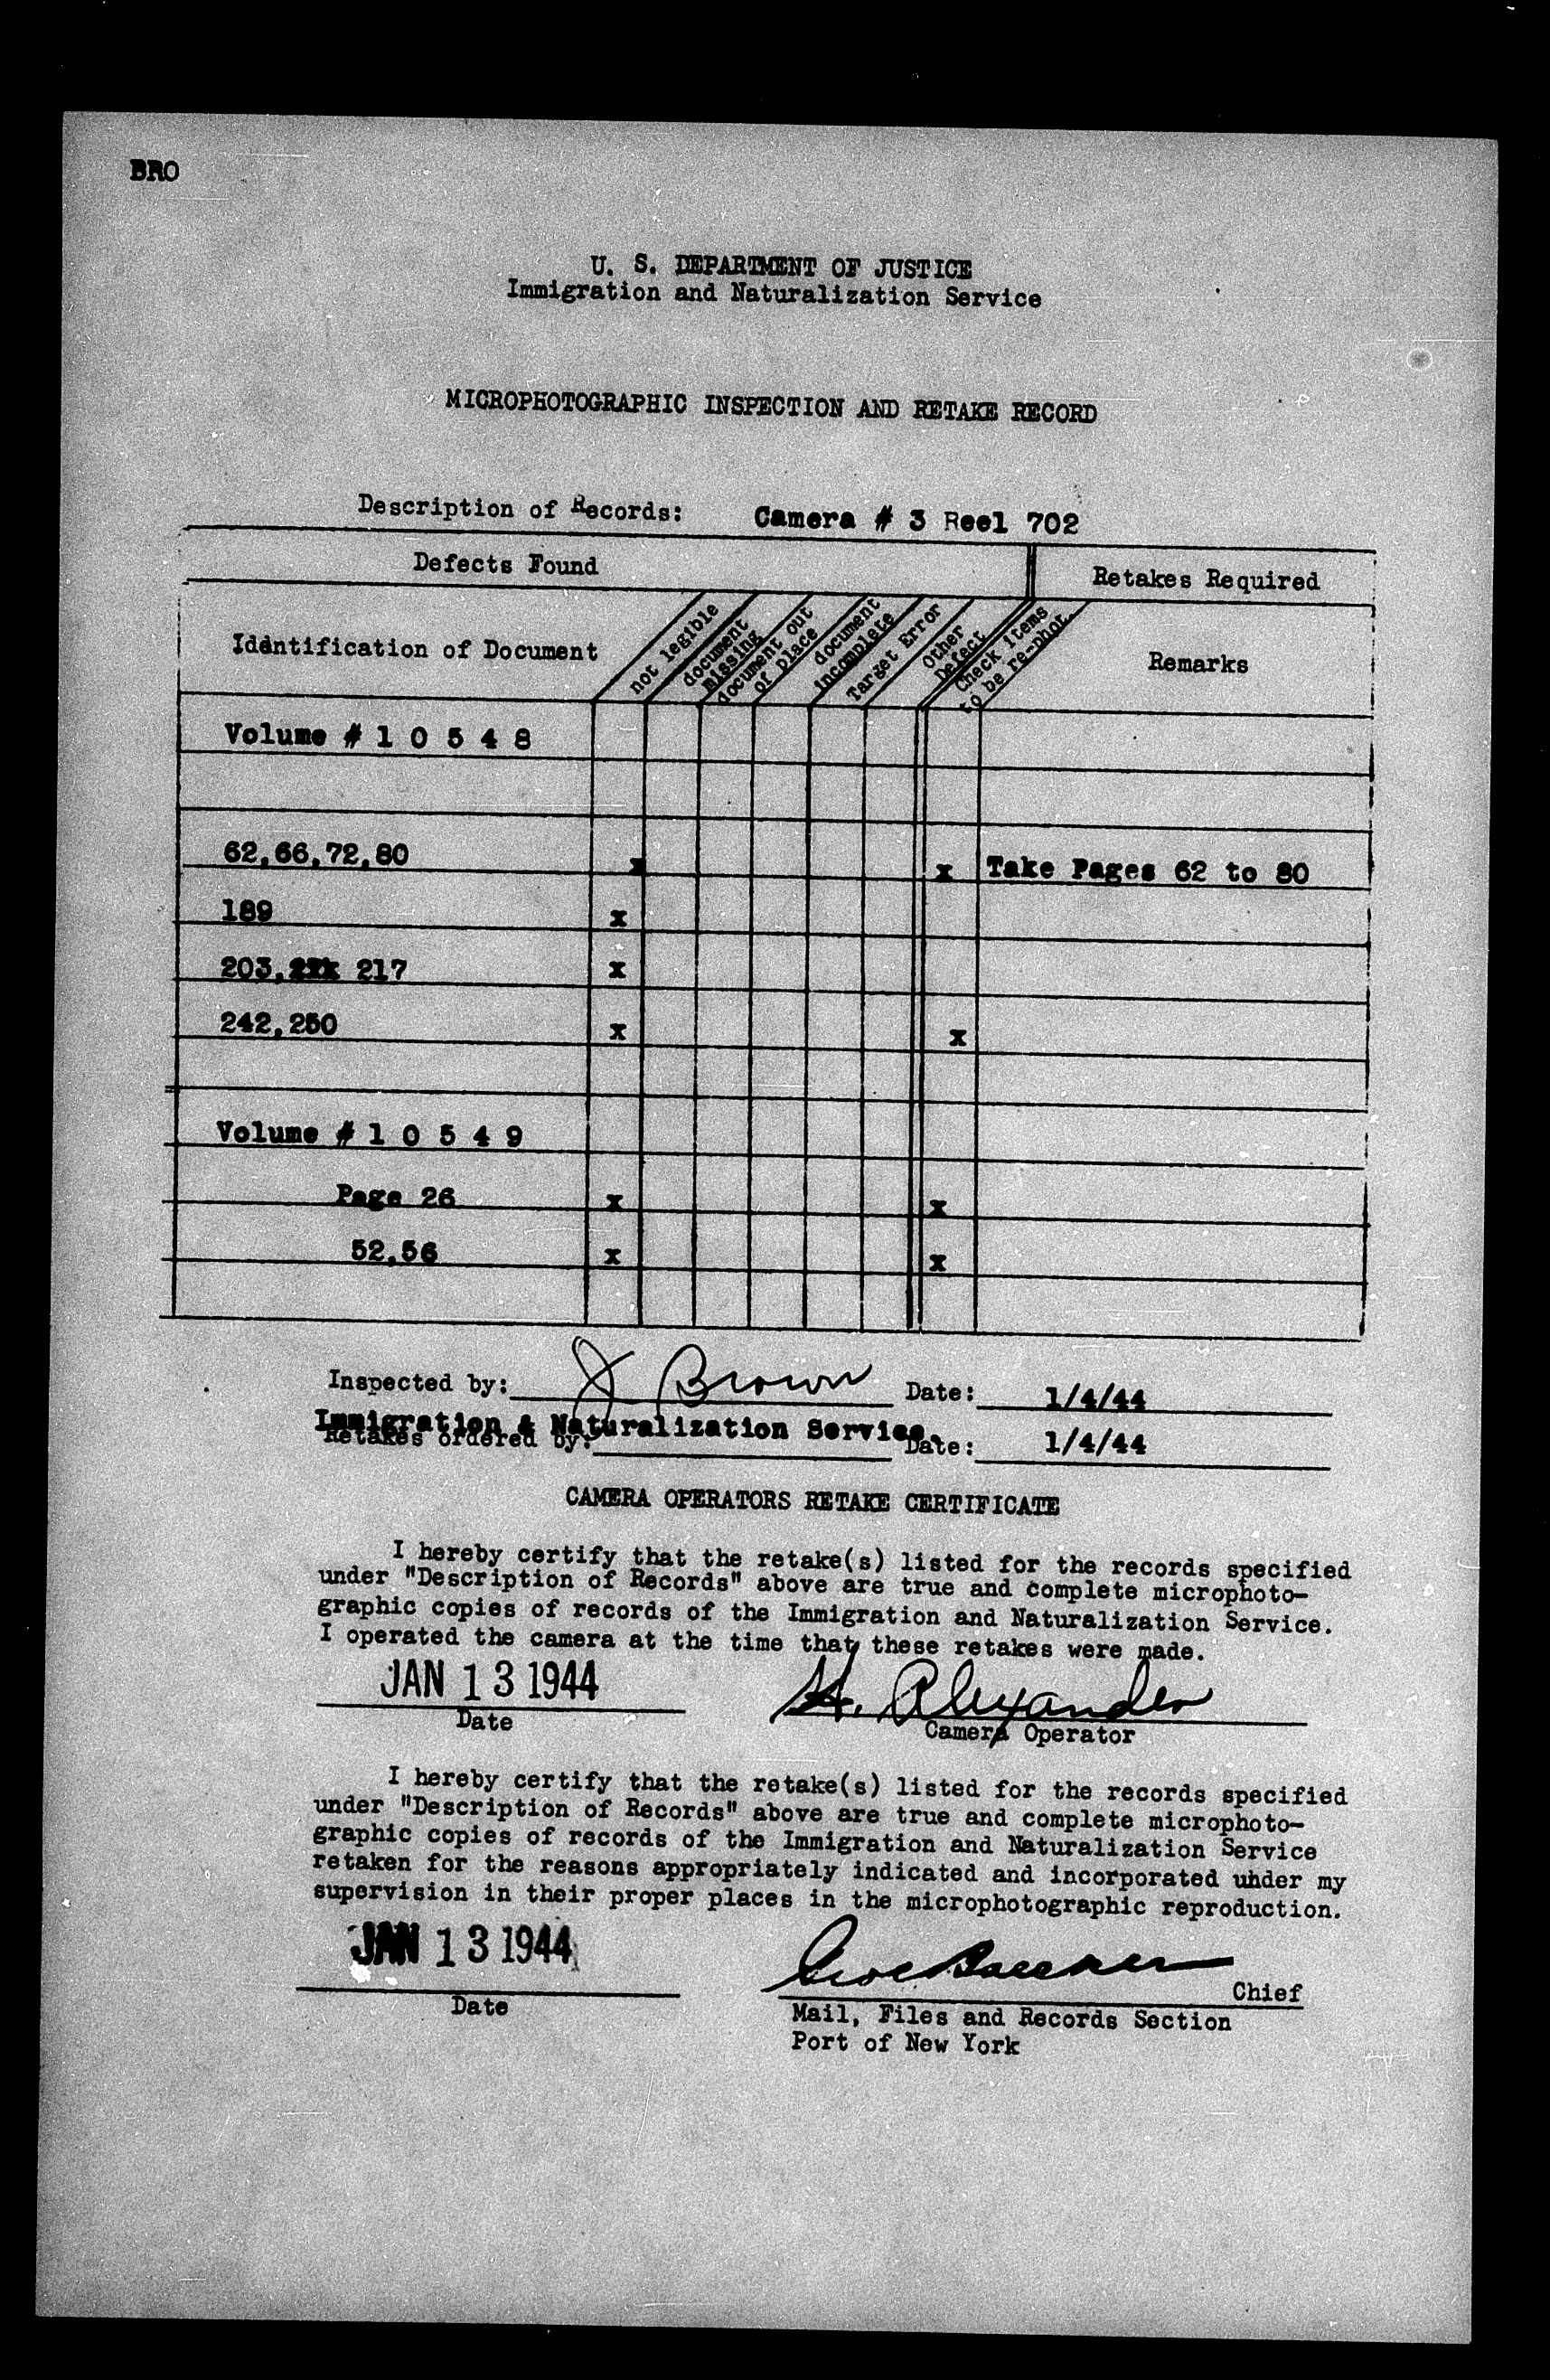 BRO
U. S. DEPARTMENT OF JUSTICE
Immigration and Naturalization Service
MICROPHOTOGRAPHIC INSPECTION AND RETAKE RECORD
Description of Records: Camera # 3 Reel 702
Defects Found
Retakes Required
Identification of Document
not legible
document missing
document out of place
document incomplete
Target Error
Other Defect
Check items to be re-phot.
Remarks
Volume # 1 0 5 4 8
62,66,72,80 x x Take Pages 62 to 80
189 x
203, 217 x
242,250 x x
Volume # 1 0 5 4 9
Page 26 x x
52,56 x x
Inspected by: J Brown Date: 1/4/44
Immigration & Naturalization Service.
Retakes ordered by: Date: 1/4/44
CAMERA OPERATORS RETAKE CERTIFICATE
I hereby certify that the retake(s) listed for the records specified
under "Description of Records" above are true and complete microphoto-
graphic copies of records of the Immigration and Naturalization Service.
I operated the camera at the time that these retakes were made.
JAN 13 1944 H. Alexander
Date Camera Operator
I hereby certify that the retake(s) listed for the records specified
under "Description of Records" above are true and complete microphoto-
graphic copies of records of the Immigration and Naturalization Service
retaken for the reasons appropriately indicated and incorporated under my
supervision in their proper places in the microphotographic reproduction.
JAN 13 1944
Chief
Date
Mail, Files and Records Section
Port of New York